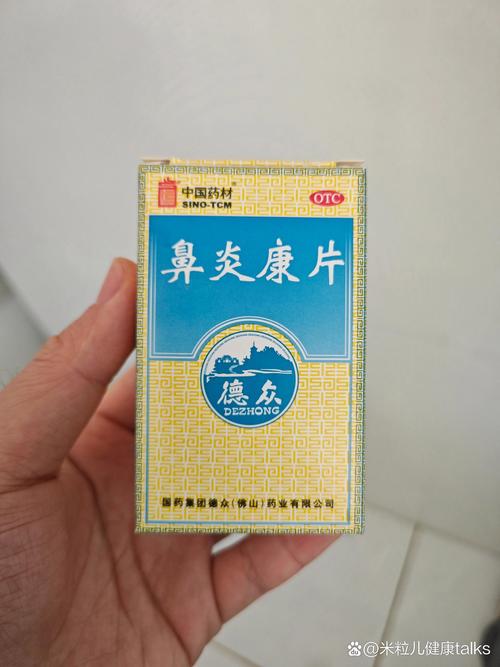 中国药材
SINO-TCM
OTC
鼻炎康片
德众
DEZHONG
国药集团德众(佛山)药业有限公司
@米粒儿健康talks